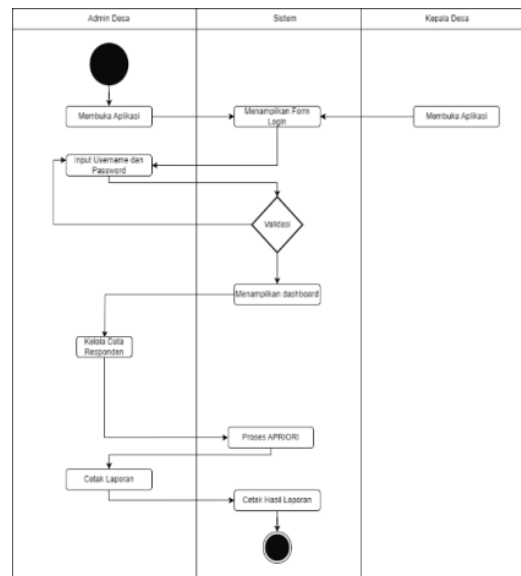 Admin Desa
Sistem
Kepala Desa
Membuka Aplikasi
Menampilkan Form
Login
Membuka Aplikasi
Input Username dan
Password
Validasi
Menampilkan dashboard
Kelola Data
Responden
Proses APRIORI
Cetak Laporan
Cetak Hasil Laporan